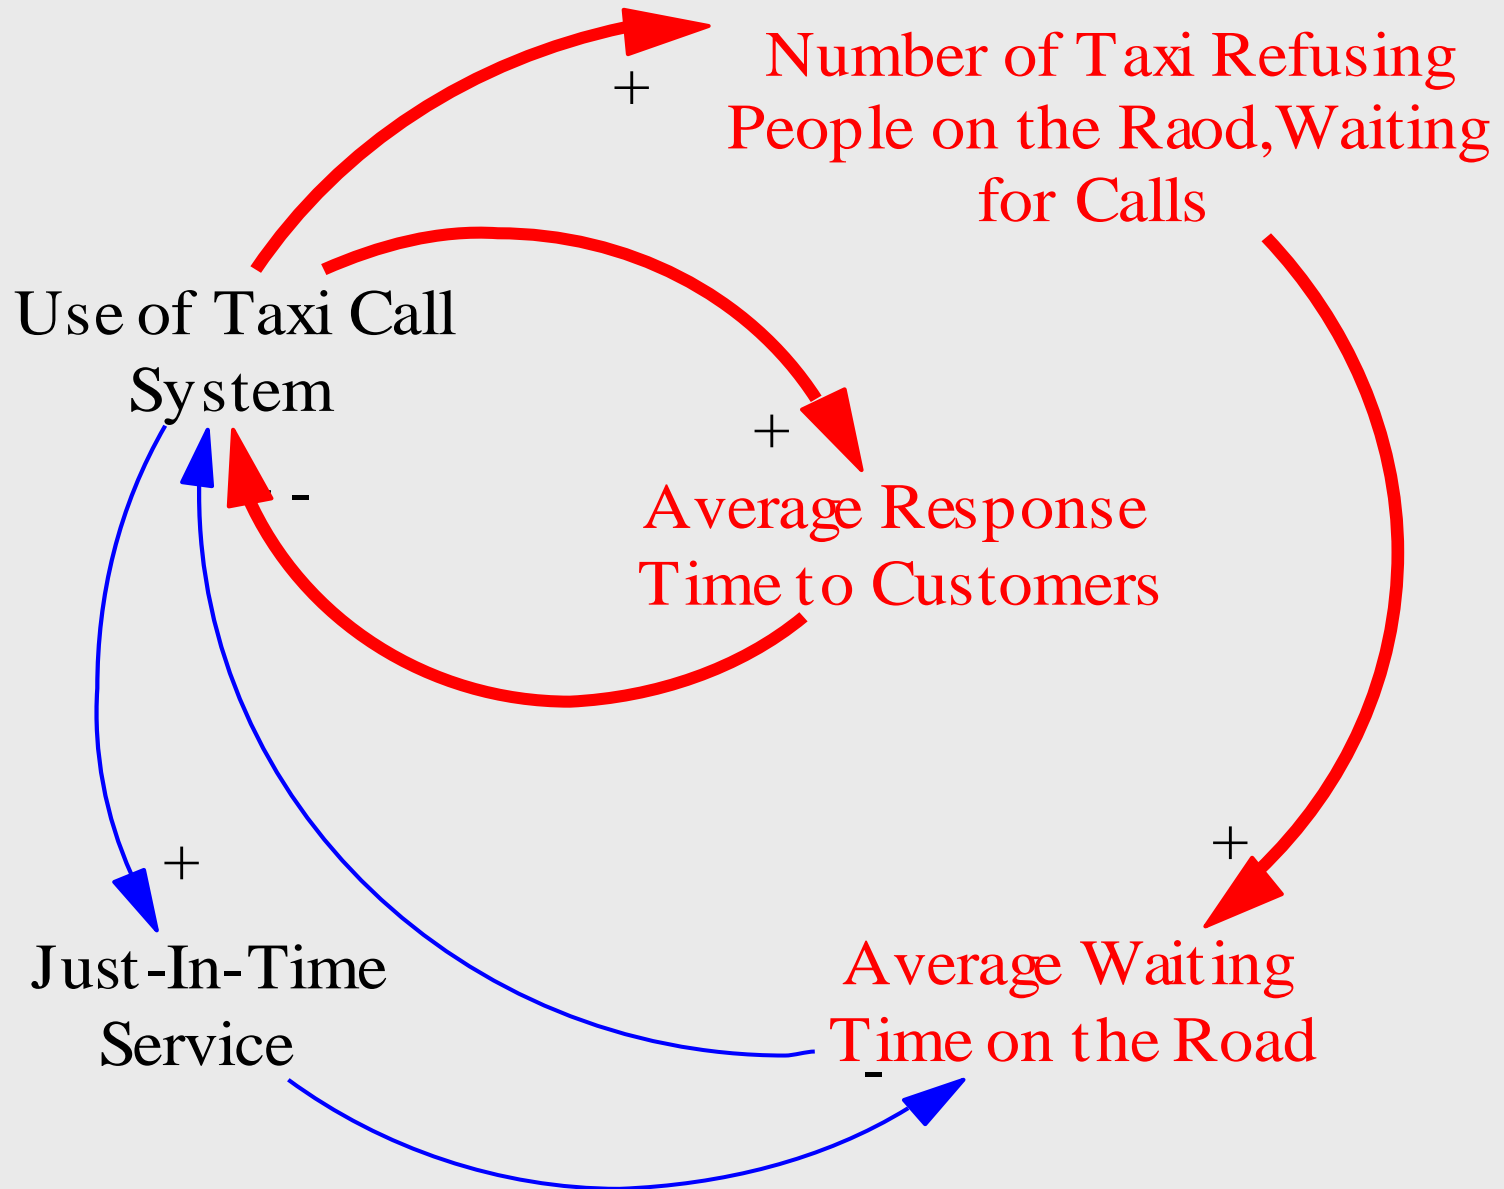 Number of Taxi Refusing
People on the Raod,Waiting
for Calls
+
Use of Taxi Call
System
+
-
Average Response
Time to Customers
+
+
Just-In-Time
Service
Average Waiting
Time on the Road
-